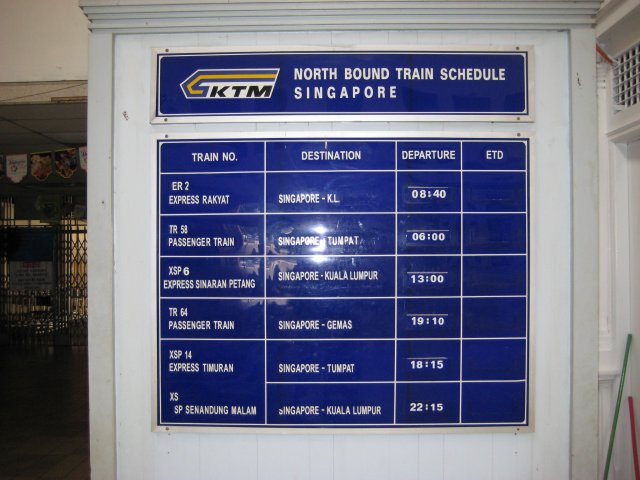 KTM
NORTH BOUND TRAIN SCHEDULE
SINGAPORE
TRAIN NO. DESTINATION DEPARTURE ETD
ER 2
EXPRESS RAKYAT SINGAPORE - K.L. 08:40
TR 58
PASSENGER TRAIN SINGAPORE - TUMPAT 06:00
XSP 6
EXPRESS SINARAN PETANG SINGAPORE - KUALA LUMPUR 13:00
TR 64
PASSENGER TRAIN SINGAPORE - GEMAS 19:10
XSP 14
EXPRESS TIMURAN SINGAPORE - TUMPAT 18:15
XS
SP SENANDUNG MALAM SINGAPORE - KUALA LUMPUR 22:15